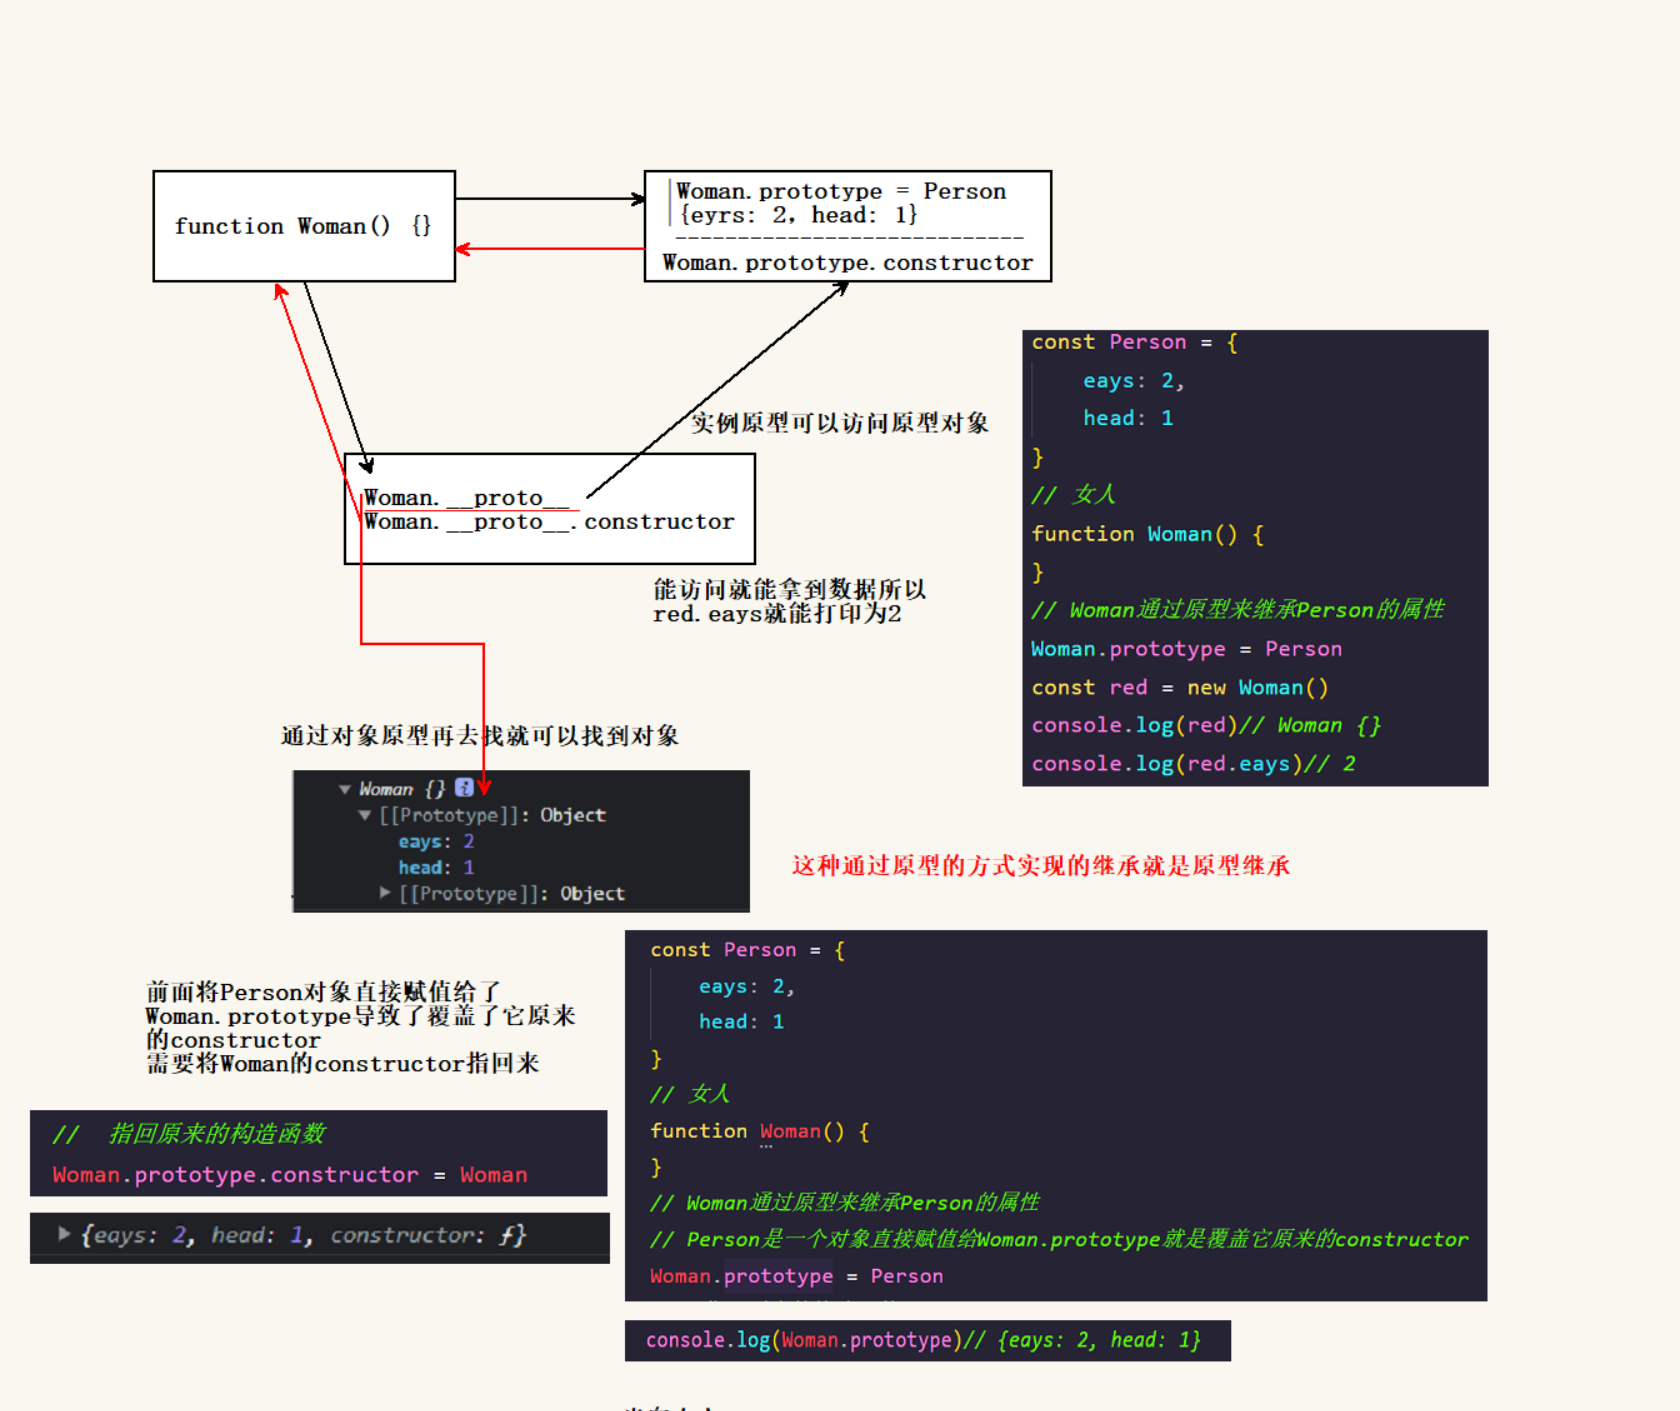 function Woman() {}
Woman.prototype = Person
{eyrs: 2, head: 1}
----------------------------
Woman.prototype.constructor
实例原型可以访问原型对象
Woman.__proto__
Woman.__proto__.constructor
能访问就能拿到数据所以
red.eays就能打印为2
const Person = {
eays: 2,
head: 1
}
// 女人
function Woman() {
}
// Woman通过原型来继承Person的属性
Woman.prototype = Person
const red = new Woman()
console.log(red)// Woman {}
console.log(red.eays)// 2
通过对象原型再去找就可以找到对象
▼ Woman {} i
▼ [[Prototype]]: Object
eays: 2
head: 1
▶ [[Prototype]]: Object
这种通过原型的方式实现的继承就是原型继承
前面将Person对象直接赋值给了
Woman.prototype导致了覆盖了它原来
的constructor
需要将Woman的constructor指回来
// 指回原来的构造函数
Woman.prototype.constructor = Woman
▶ {eays: 2, head: 1, constructor: ƒ}
const Person = {
eays: 2,
head: 1
}
// 女人
function Woman() {
}
// Woman通过原型来继承Person的属性
// Person是一个对象直接赋值给Woman.prototype就是覆盖它原来的constructor
Woman.prototype = Person
console.log(Woman.prototype)// {eays: 2, head: 1}